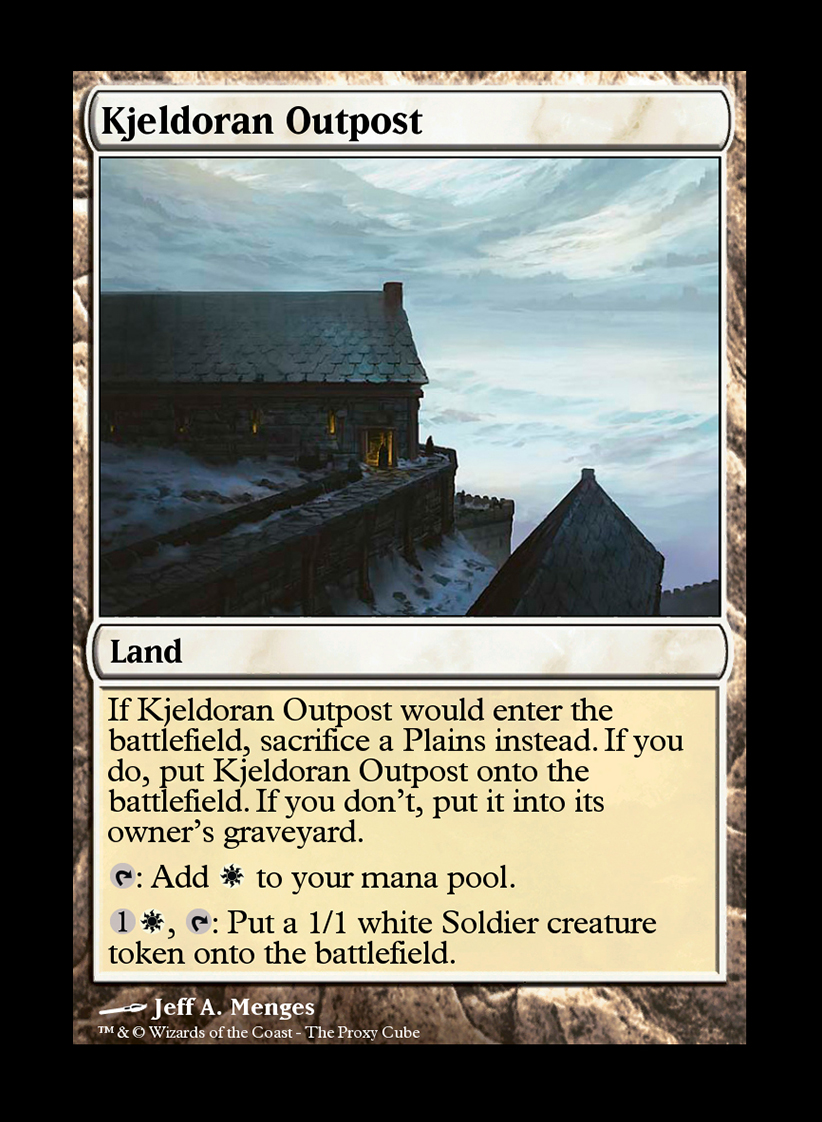 Kjeldoran Outpost
Land
If Kjeldoran Outpost would enter the
battlefield, sacrifice a Plains instead. If you
do, put Kjeldoran Outpost onto the
battlefield. If you don't, put it into its
owner's graveyard.
: Add to your mana pool.
1 , : Put a 1/1 white Soldier creature
token onto the battlefield.
Jeff A. Menges
™ & © Wizards of the Coast - The Proxy Cube